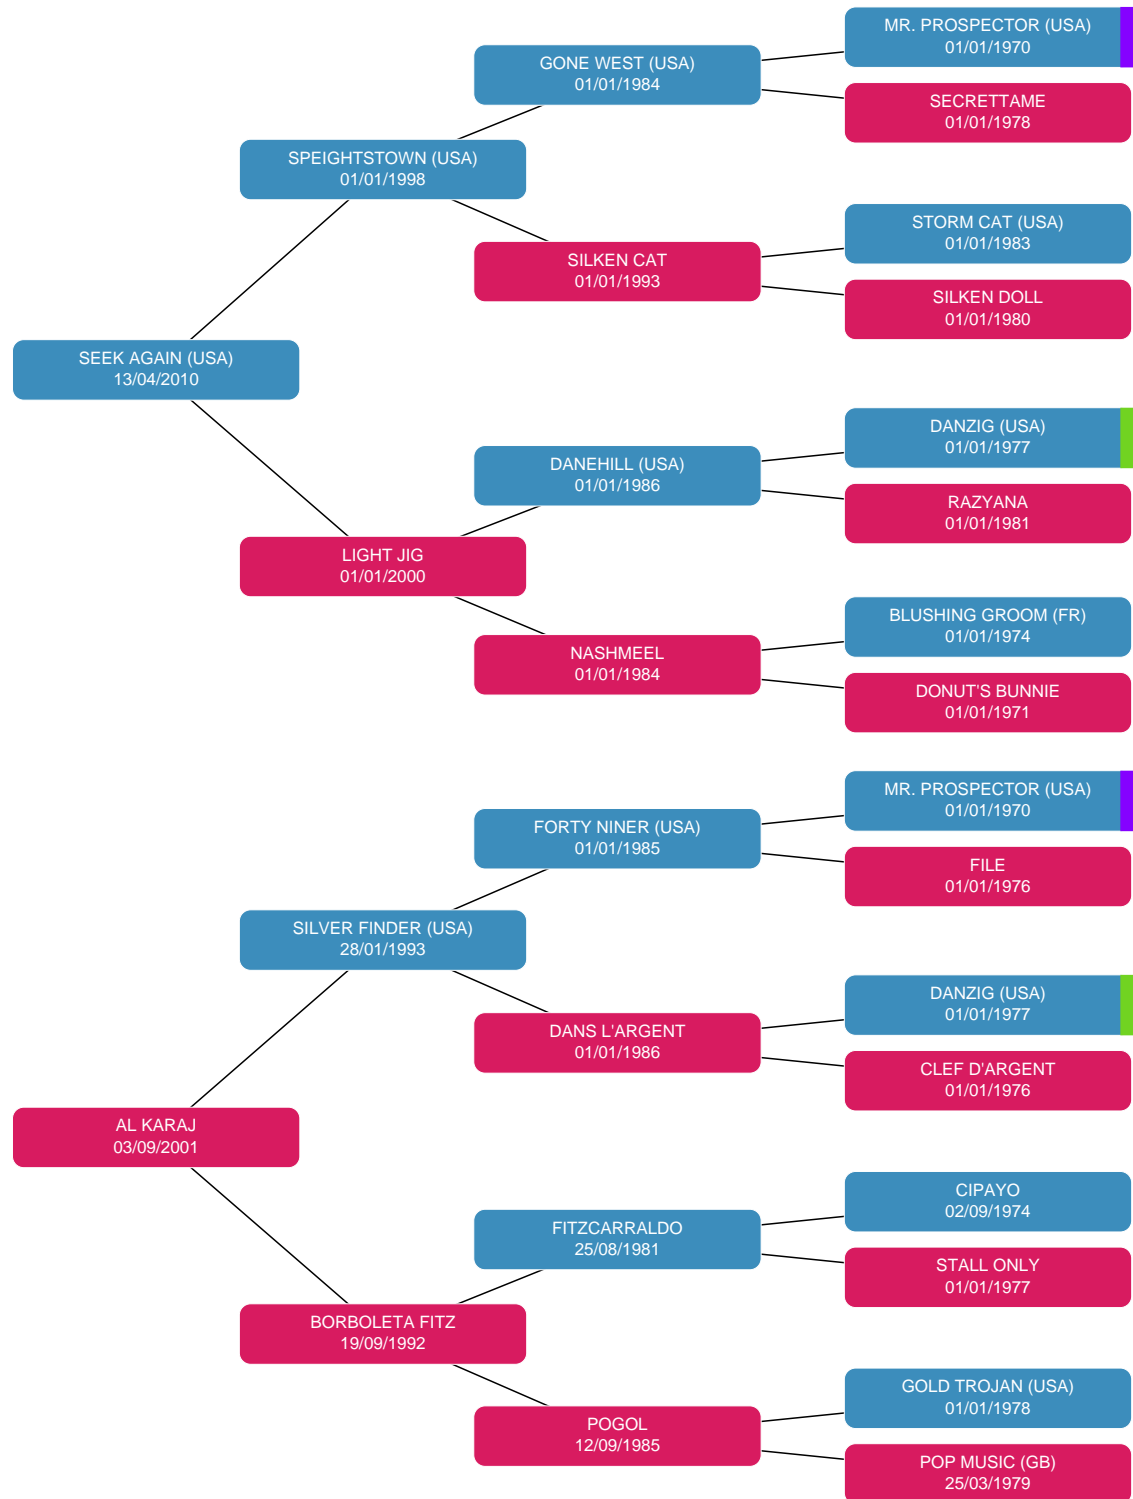 MR. PROSPECTOR (USA)
01/01/1970
GONE WEST (USA)
01/01/1984
SECRETTAME
01/01/1978
SPEIGHTSTOWN (USA)
01/01/1998
STORM CAT (USA)
01/01/1983
SILKEN CAT
01/01/1993
SILKEN DOLL
01/01/1980
SEEK AGAIN (USA)
13/04/2010
DANZIG (USA)
01/01/1977
DANEHILL (USA)
01/01/1986
RAZYANA
01/01/1981
LIGHT JIG
01/01/2000
BLUSHING GROOM (FR)
01/01/1974
NASHMEEL
01/01/1984
DONUT'S BUNNIE
01/01/1971
MR. PROSPECTOR (USA)
01/01/1970
FORTY NINER (USA)
01/01/1985
FILE
01/01/1976
SILVER FINDER (USA)
28/01/1993
DANZIG (USA)
01/01/1977
DANS L'ARGENT
01/01/1986
CLEF D'ARGENT
01/01/1976
AL KARAJ
03/09/2001
CIPAYO
02/09/1974
FITZCARRALDO
25/08/1981
STALL ONLY
01/01/1977
BORBOLETA FITZ
19/09/1992
GOLD TROJAN (USA)
01/01/1978
POGOL
12/09/1985
POP MUSIC (GB)
25/03/1979